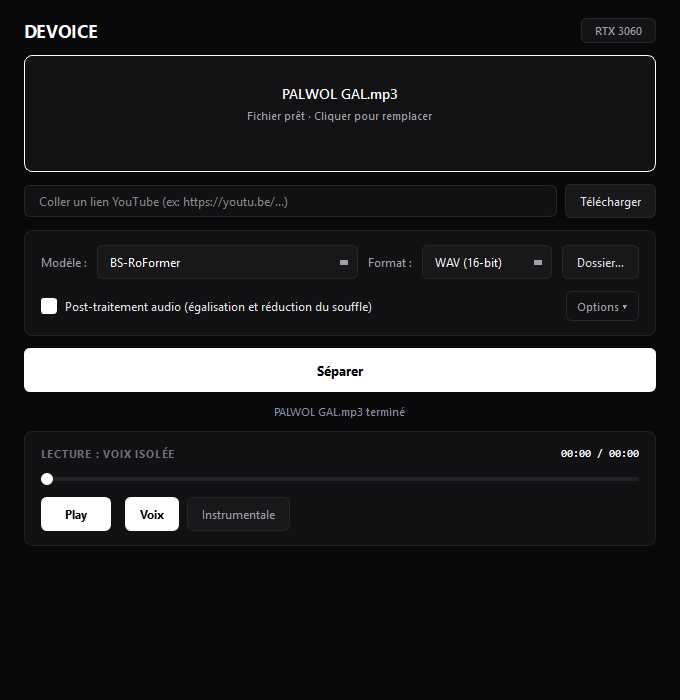 DEVOICE
RTX 3060
PALWOL GAL.mp3
Fichier prêt · Cliquer pour remplacer
Coller un lien YouTube (ex: https://youtu.be/...)
Télécharger
Modèle :
BS-RoFormer
Format :
WAV (16-bit)
Dossier...
Post-traitement audio (égalisation et réduction du souffle)
Options ▾
Séparer
PALWOL GAL.mp3 terminé
LECTURE : VOIX ISOLÉE
00:00 / 00:00
Play
Voix
Instrumentale